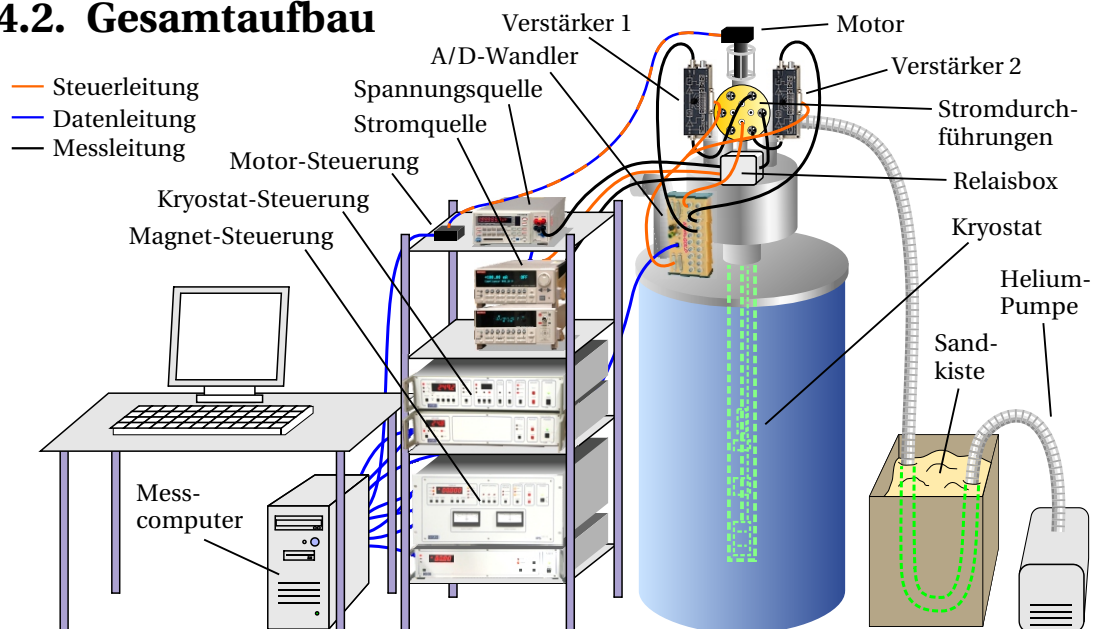 4.2. Gesamtaufbau
Steuerleitung
Datenleitung
Messleitung
Verstärker 1
A/D-Wandler
Spannungsquelle
Stromquelle
Motor-Steuerung
Kryostat-Steuerung
Magnet-Steuerung
Motor
Verstärker 2
Stromdurch-
führungen
Relaisbox
Kryostat
Helium-
Pumpe
Sand-
kiste
Mess-
computer